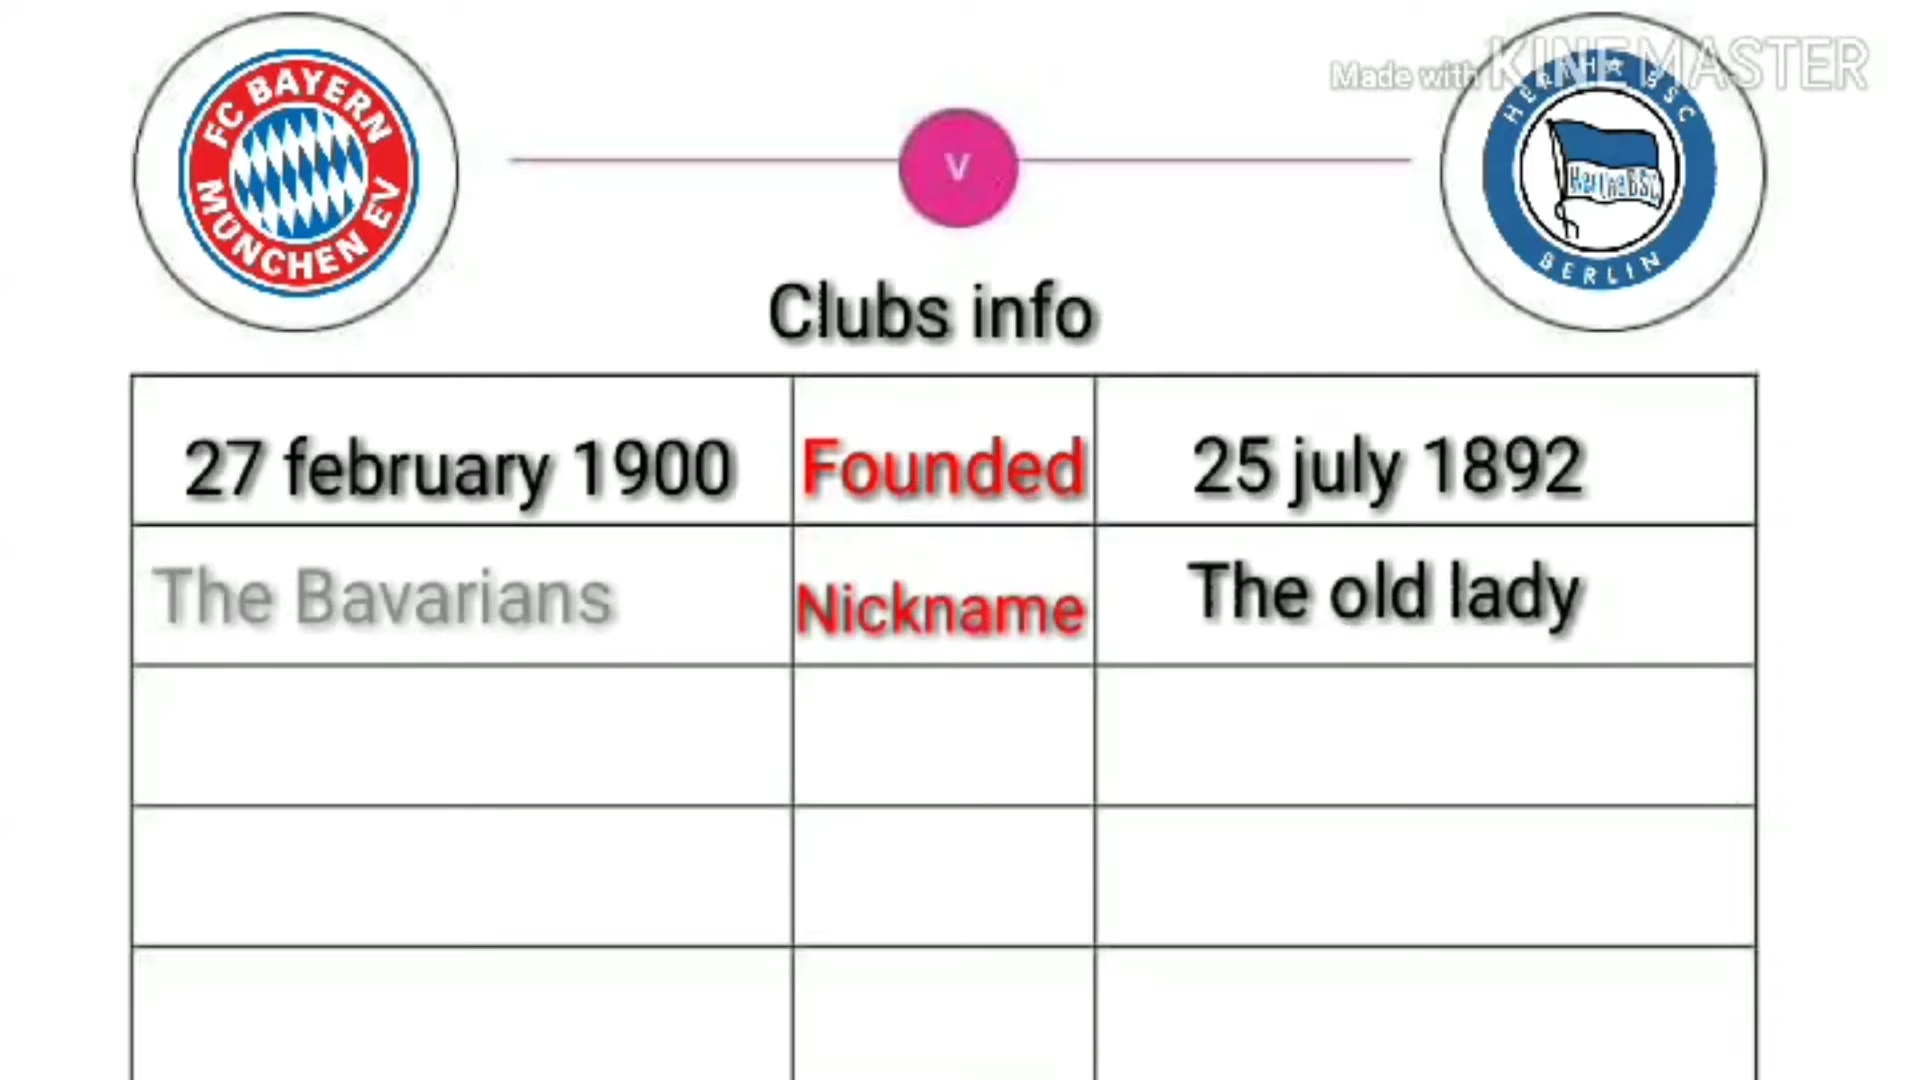 FC BAYERN
MÜNCHEN EV
V
Made with KINEMASTER
HERTHA BSC
Hertha BSC
BERLIN
Clubs info
27 february 1900 Founded 25 july 1892
The Bavarians Nickname The old lady